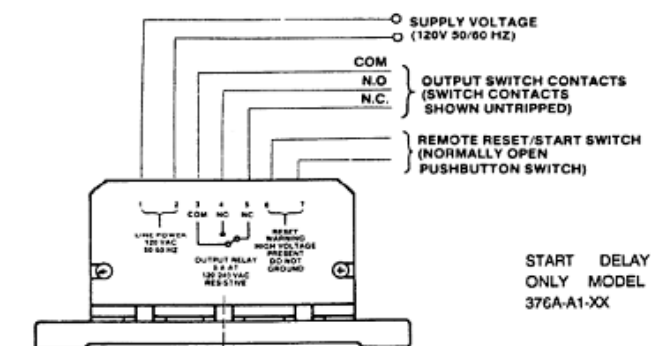 SUPPLY VOLTAGE
(120V 50/60 HZ)
COM
N.O
N.C.
OUTPUT SWITCH CONTACTS
(SWITCH CONTACTS
SHOWN UNTRIPPED)
REMOTE RESET/START SWITCH
(NORMALLY OPEN
PUSHBUTTON SWITCH)
1 2 3 4 5 6 7
COM NO NC
LINE POWER
120 VAC
50 60 HZ
OUTPUT RELAY
5 A AT
120 240 VAC
RESISTIVE
RESET
WARNING
HIGH VOLTAGE
PRESENT
DO NOT
GROUND
START DELAY
ONLY MODEL
376A-A1-XX